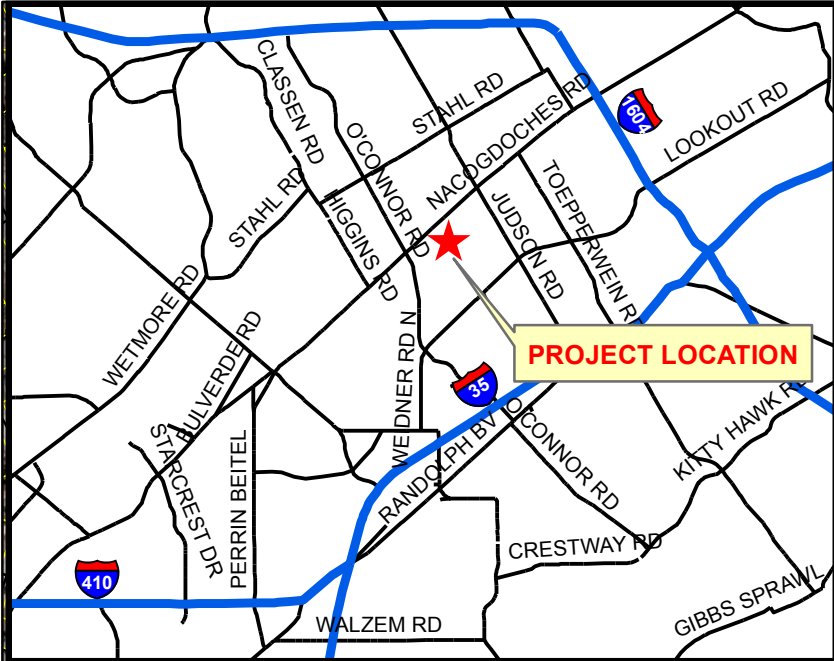 CLASSEN RD
STAHL RD
NACOGDOCHES RD
1604
LOOKOUT RD
O'CONNOR RD
STAHL RD
HIGGINS RD
JUDSON RD
TOEPPERWEIN RD
WETMORE RD
BULVERDE RD
PROJECT LOCATION
WEIDNER RD N
35
STARCREST DR
PERRIN BEITEL
RANDOLPH BV
O'CONNOR RD
KITTY HAWK RD
410
CRESTWAY RD
WALZEM RD
GIBBS SPRAWL